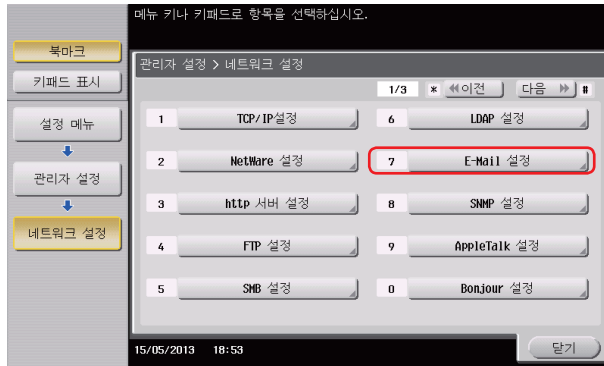 메뉴 키나 키패드로 항목을 선택하십시오.
북마크
키패드 표시
설정 메뉴
관리자 설정
네트워크 설정
관리자 설정 > 네트워크 설정
1/3 * ◀◀이전 다음 ▶▶ #
1 TCP/IP설정
2 NetWare 설정
3 http 서버 설정
4 FTP 설정
5 SMB 설정
6 LDAP 설정
7 E-Mail 설정
8 SNMP 설정
9 AppleTalk 설정
0 Bonjour 설정
15/05/2013 18:53
닫기